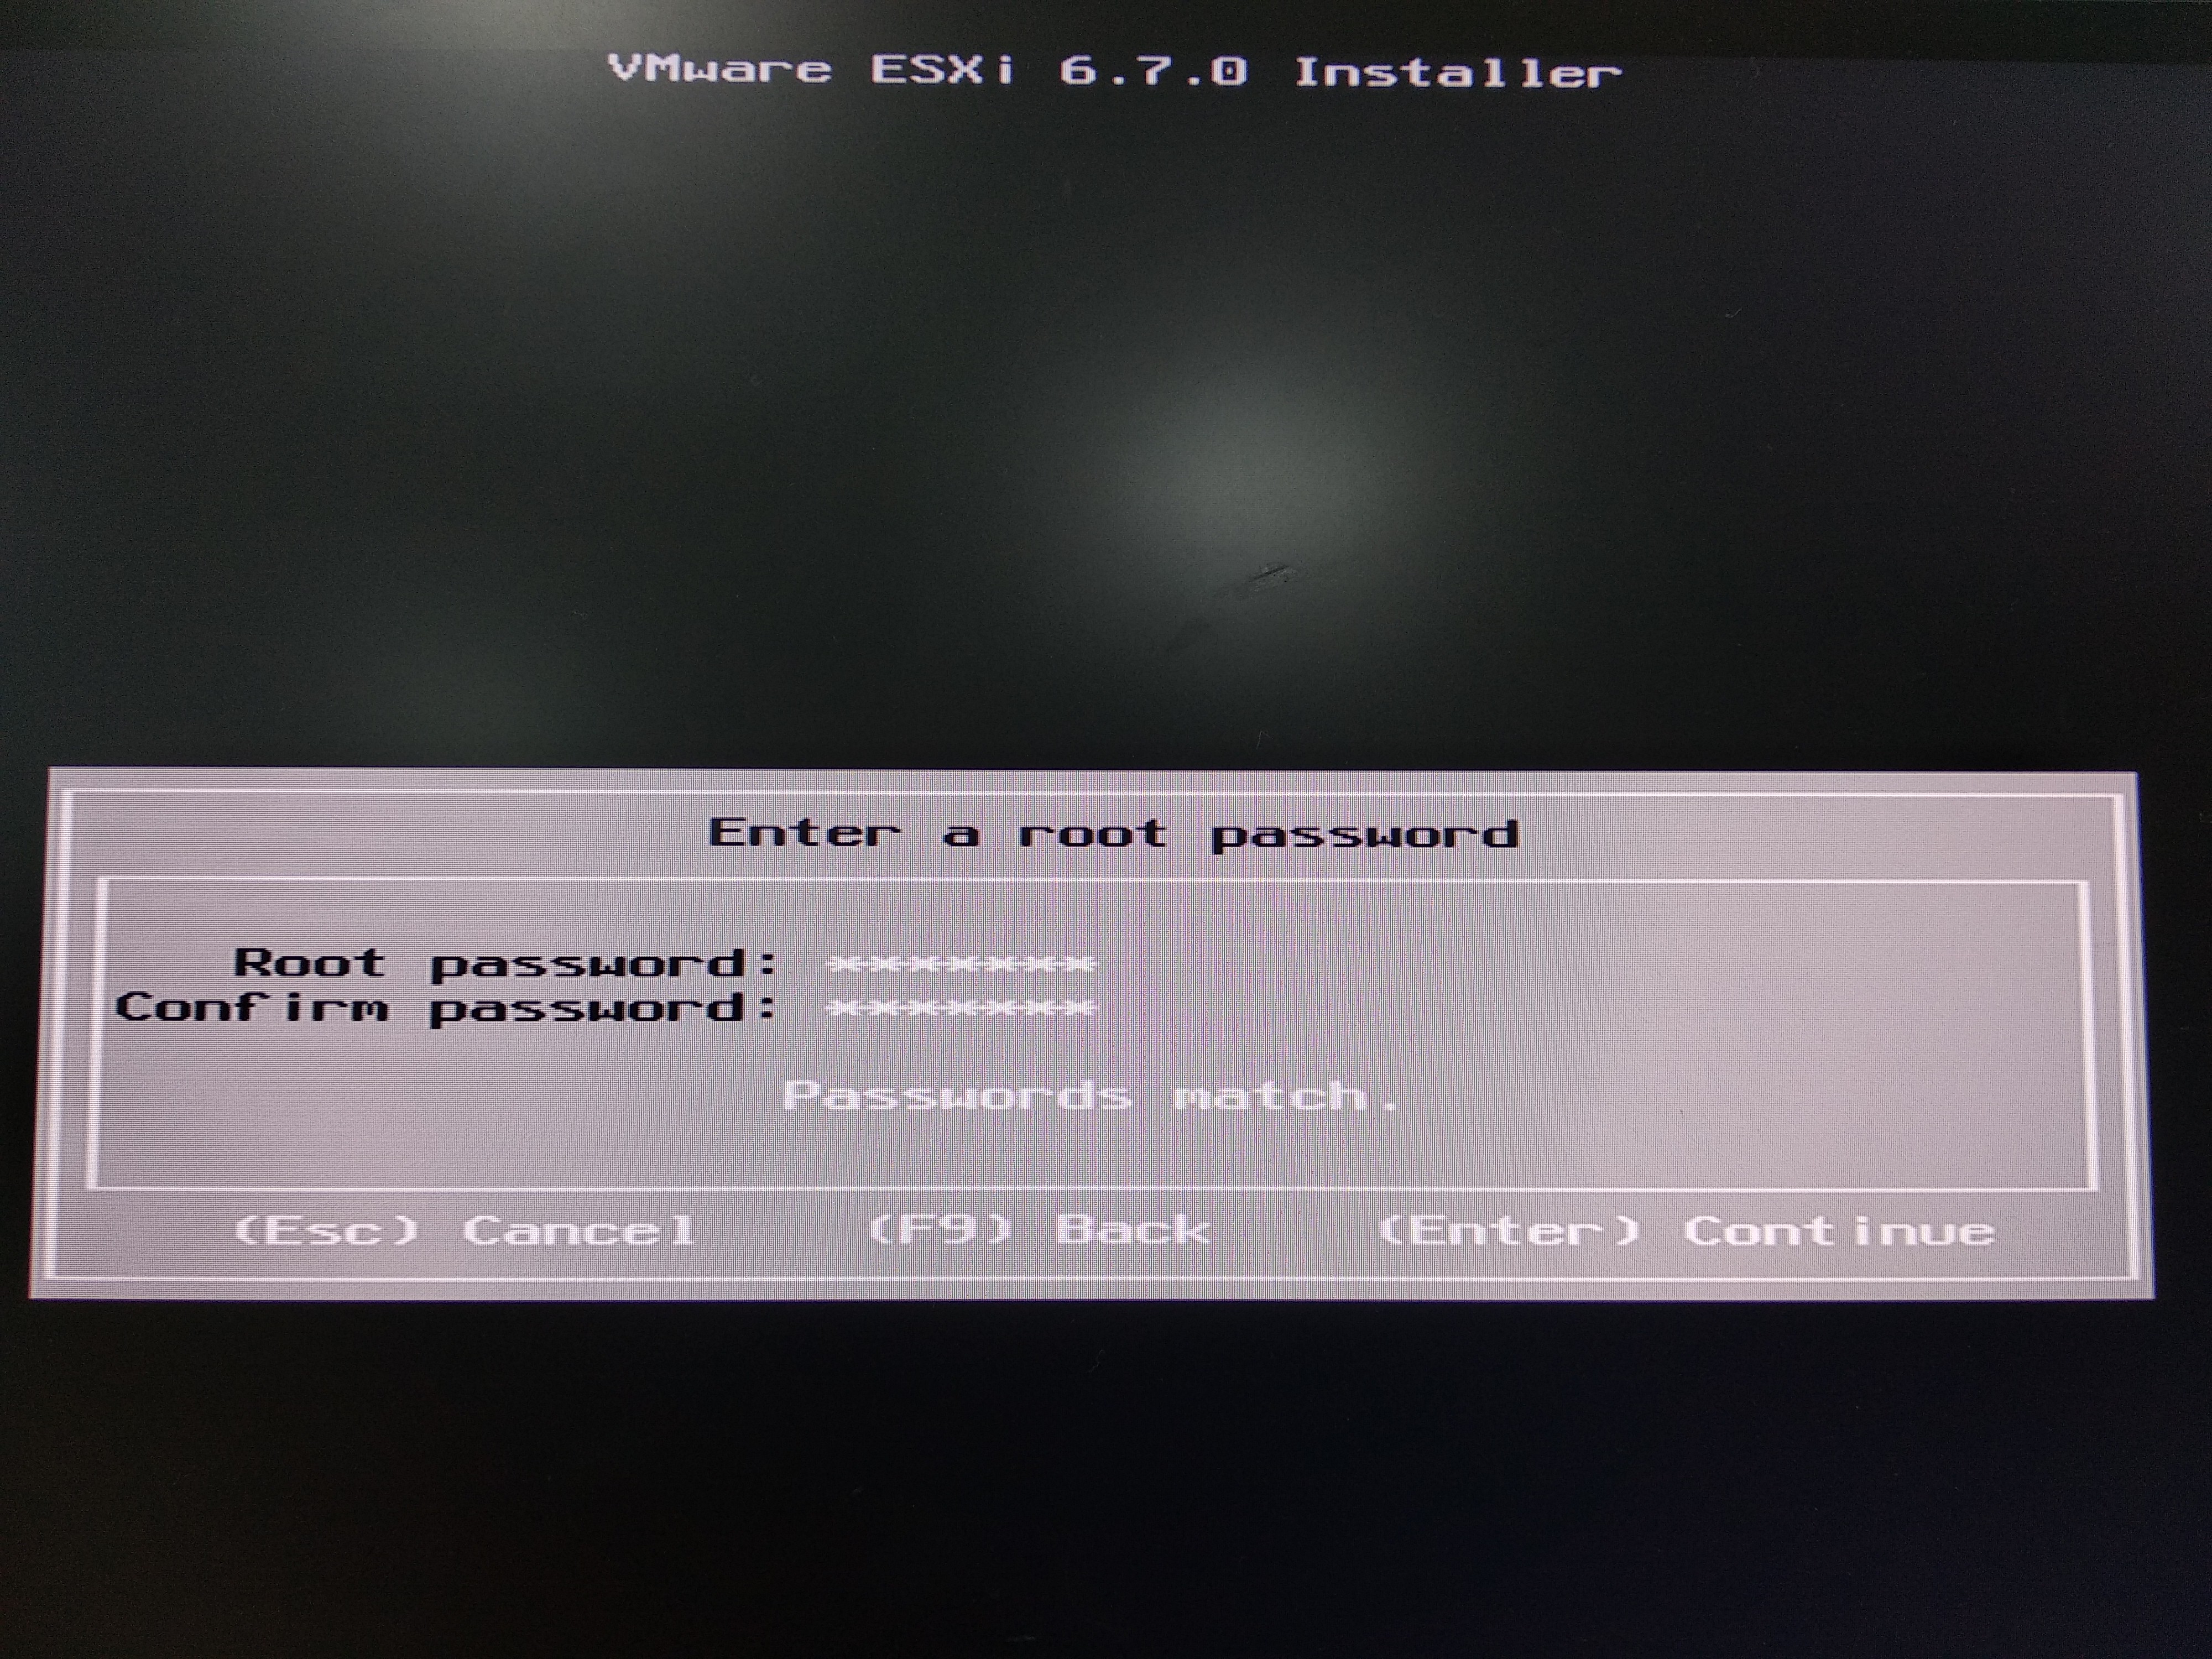 VMware ESXi 6.7.0 Installer
Enter a root password
Root password: *******
Confirm password: *******
Passwords match.
(Esc) Cancel (F9) Back (Enter) Continue